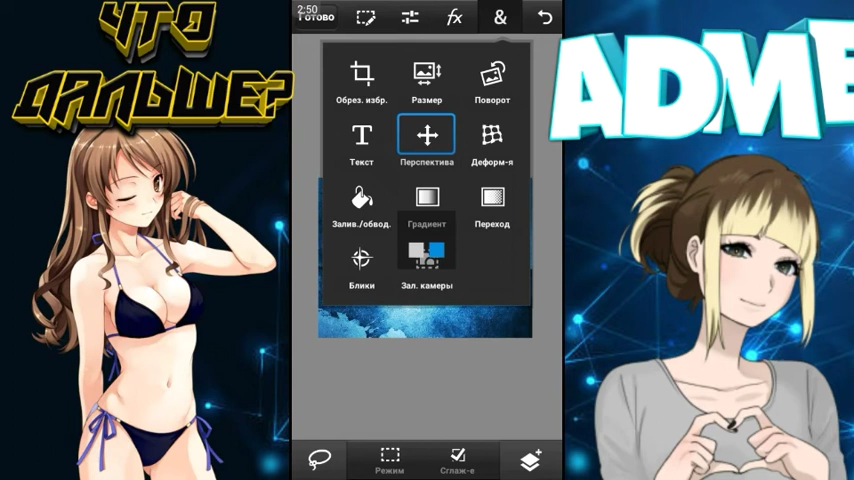 ЧТО
ДАЛЬШЕ?
2:50
Готово
fx
&
Обрез. избр.
Размер
Поворот
Текст
Перспектива
Деформ-я
Залив./обвод.
Градиент
Переход
Блики
Зал. камеры
Режим
Сглаж-е
ADME